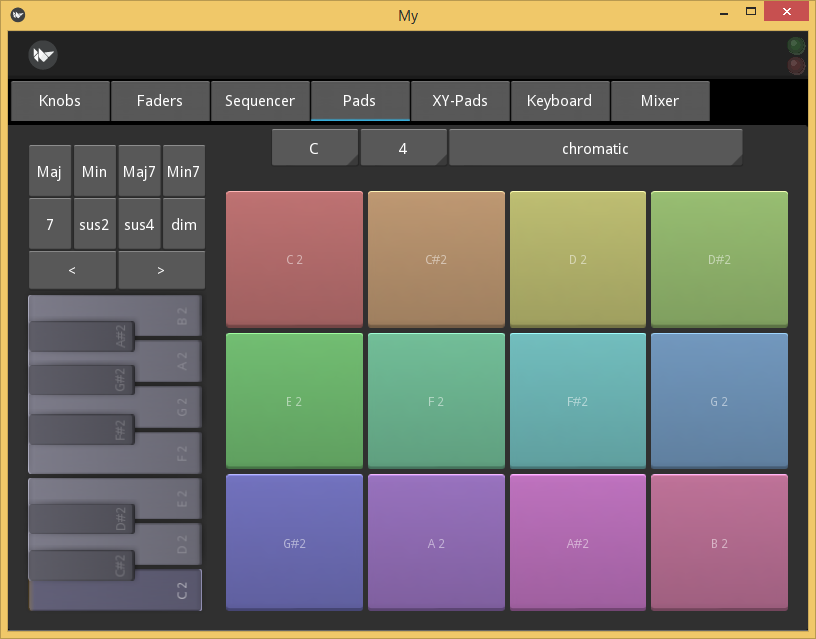 My
Knobs Faders Sequencer Pads XY-Pads Keyboard Mixer
C 4 chromatic
Maj Min Maj7 Min7
7 sus2 sus4 dim
< >
B 2
A#2
A 2
G#2
G 2
F#2
F 2
E 2
D#2
D 2
C#2
C 2
C 2 C#2 D 2 D#2
E 2 F 2 F#2 G 2
G#2 A 2 A#2 B 2